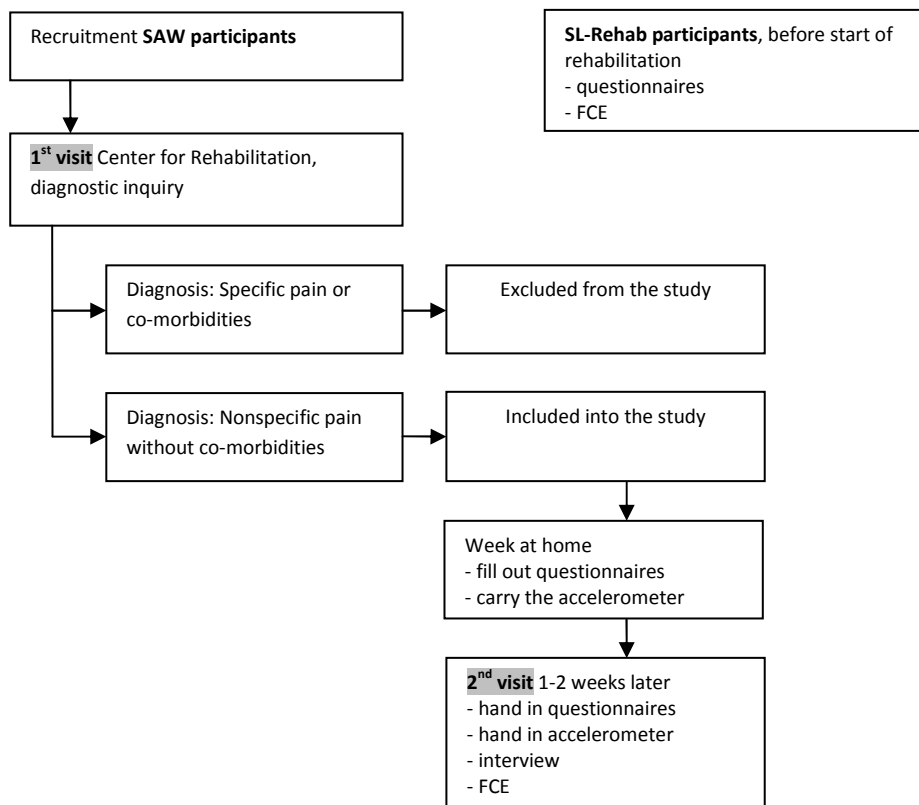 Recruitment SAW participants
SL-Rehab participants, before start of
rehabilitation
- questionnaires
- FCE
1st visit Center for Rehabilitation,
diagnostic inquiry
Diagnosis: Specific pain or
co-morbidities
Excluded from the study
Diagnosis: Nonspecific pain
without co-morbidities
Included into the study
Week at home
- fill out questionnaires
- carry the accelerometer
2nd visit 1-2 weeks later
- hand in questionnaires
- hand in accelerometer
- interview
- FCE